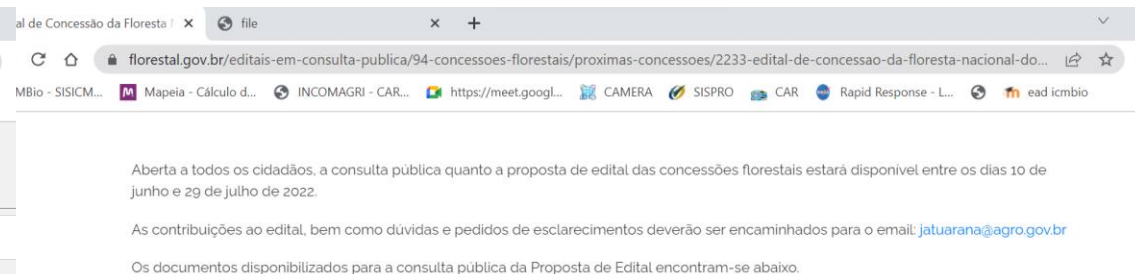 al de Concessão da Floresta
file
florestal.gov.br/editais-em-consulta-publica/94-concessoes-florestais/proximas-concessoes/2233-edital-de-concessao-da-floresta-nacional-do...
MBio - SISICM... Mapeia - Cálculo d... INCOMAGRI - CAR... https://meet.googl... CAMERA SISPRO CAR Rapid Response - L... ead icmbio
Aberta a todos os cidadãos, a consulta pública quanto a proposta de edital das concessões florestais estará disponível entre os dias 10 de
junho e 29 de julho de 2022.
As contribuições ao edital, bem como dúvidas e pedidos de esclarecimentos deverão ser encaminhados para o email: jatuarana@agro.gov.br
Os documentos disponibilizados para a consulta pública da Proposta de Edital encontram-se abaixo.